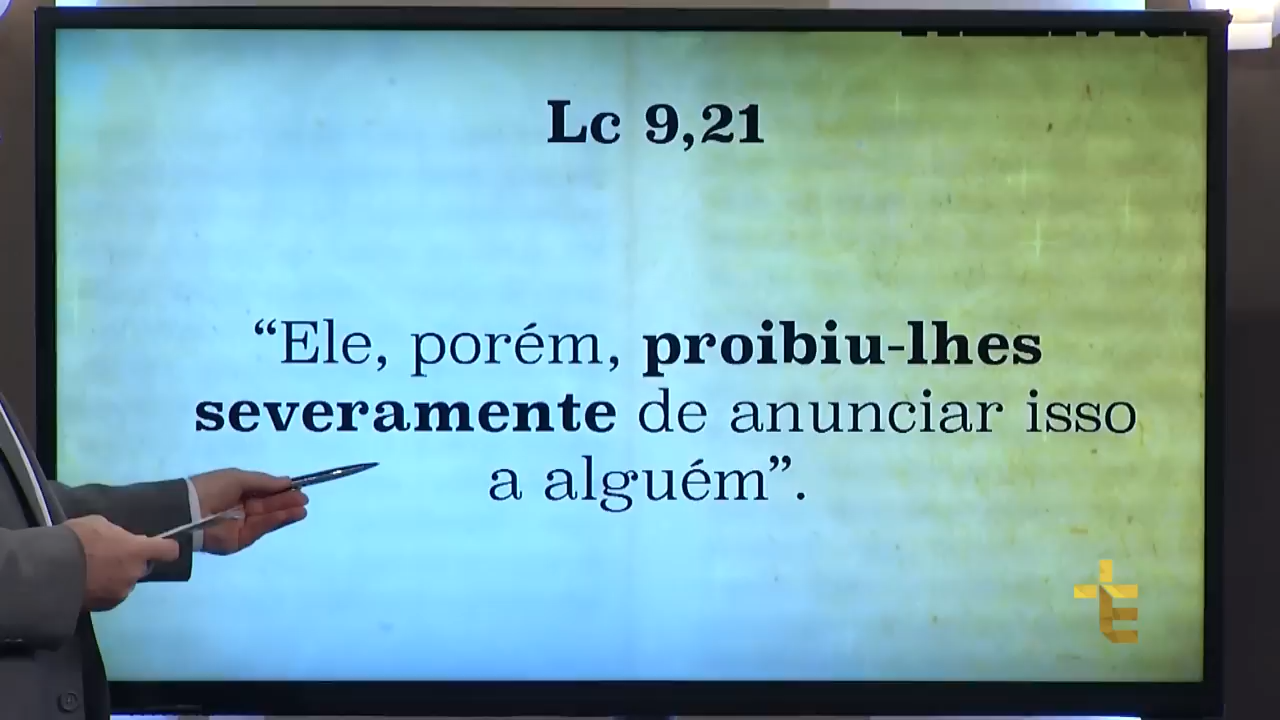 Lc 9,21
“Ele, porém, proibiu-lhes
severamente de anunciar isso
a alguém”.